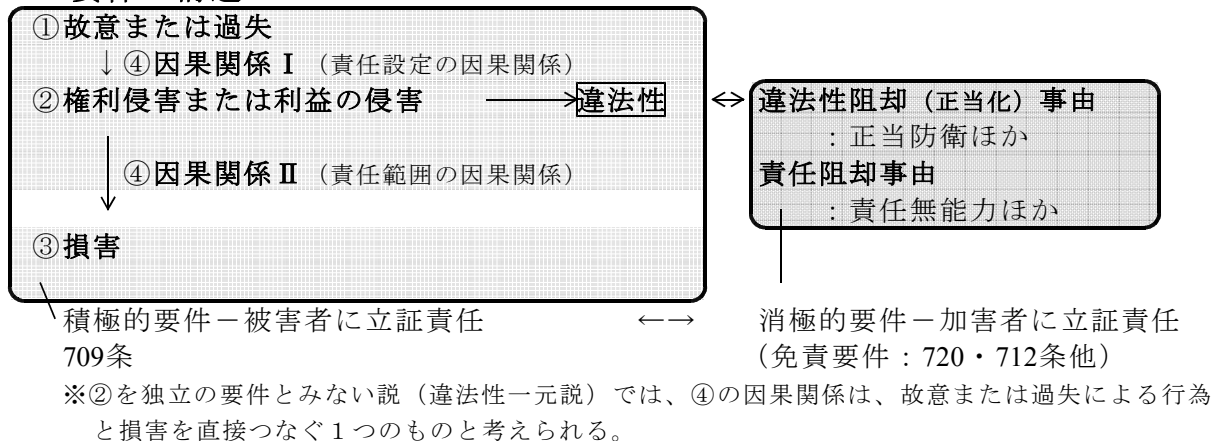 ①故意または過失
↓④因果関係Ⅰ（責任設定の因果関係）
②権利侵害または利益の侵害 ―→違法性 ⇔ 違法性阻却（正当化）事由
：正当防衛ほか
④因果関係Ⅱ（責任範囲の因果関係）
責任阻却事由
：責任無能力ほか
③損害
積極的要件－被害者に立証責任 ←→ 消極的要件－加害者に立証責任
709条 （免責要件：720・712条他）
※②を独立の要件とみない説（違法性一元説）では、④の因果関係は、故意または過失による行為
と損害を直接つなぐ１つのものと考えられる。